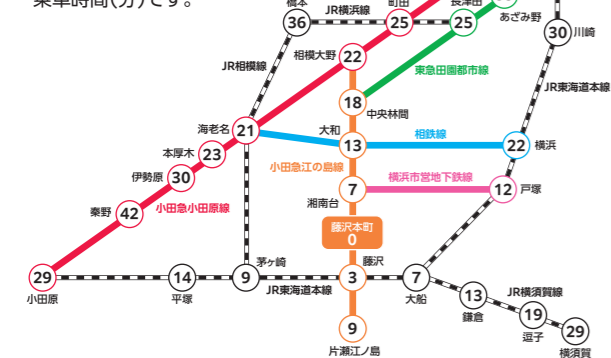 乗車時間(分)です。
橋本
36
JR横浜線
町田
25
長津田
25
あざみ野
30
川崎
JR相模線
相模大野
22
東急田園都市線
JR東海道本線
18
中央林間
海老名
21
大和
13
相鉄線
22
横浜
本厚木
23
小田急江の島線
伊勢原
30
7
湘南台
横浜市営地下鉄線
12
戸塚
秦野
42
小田急小田原線
藤沢本町
0
29
小田原
14
平塚
9
茅ヶ崎
JR東海道本線
3
藤沢
7
大船
13
鎌倉
JR横須賀線
19
逗子
29
横須賀
9
片瀬江ノ島